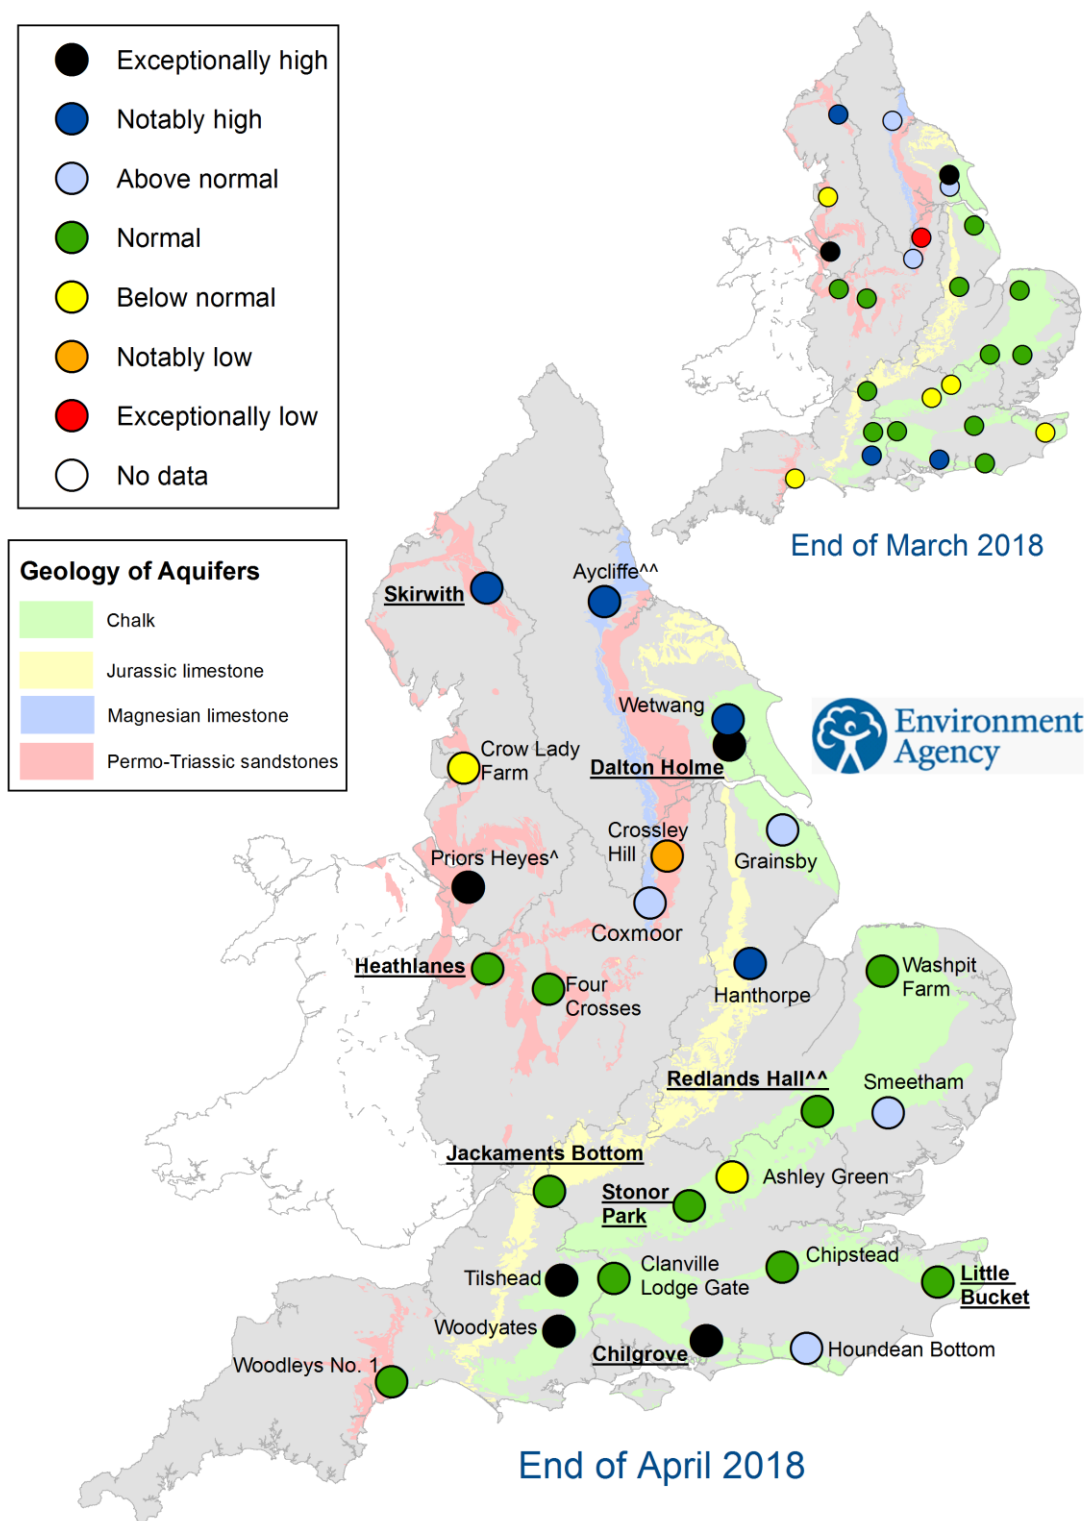 Exceptionally high
Notably high
Above normal
Normal
Below normal
Notably low
Exceptionally low
No data
End of March 2018
Geology of Aquifers
Chalk
Jurassic limestone
Magnesian limestone
Permo-Triassic sandstones
Aycliffe^^
Skirwith
Wetwang
Environment
Agency
Crow Lady
Farm
Dalton Holme
Crossley
Hill
Grainsby
Priors Heyes^
Coxmoor
Heathlanes
Washpit
Farm
Four
Crosses
Hanthorpe
Redlands Hall^^
Smeetham
Jackaments Bottom
Ashley Green
Stonor
Park
Chipstead
Clanville
Lodge Gate
Tilshead
Little
Bucket
Woodyates
Chilgrove
Houndean Bottom
Woodleys No. 1
End of April 2018